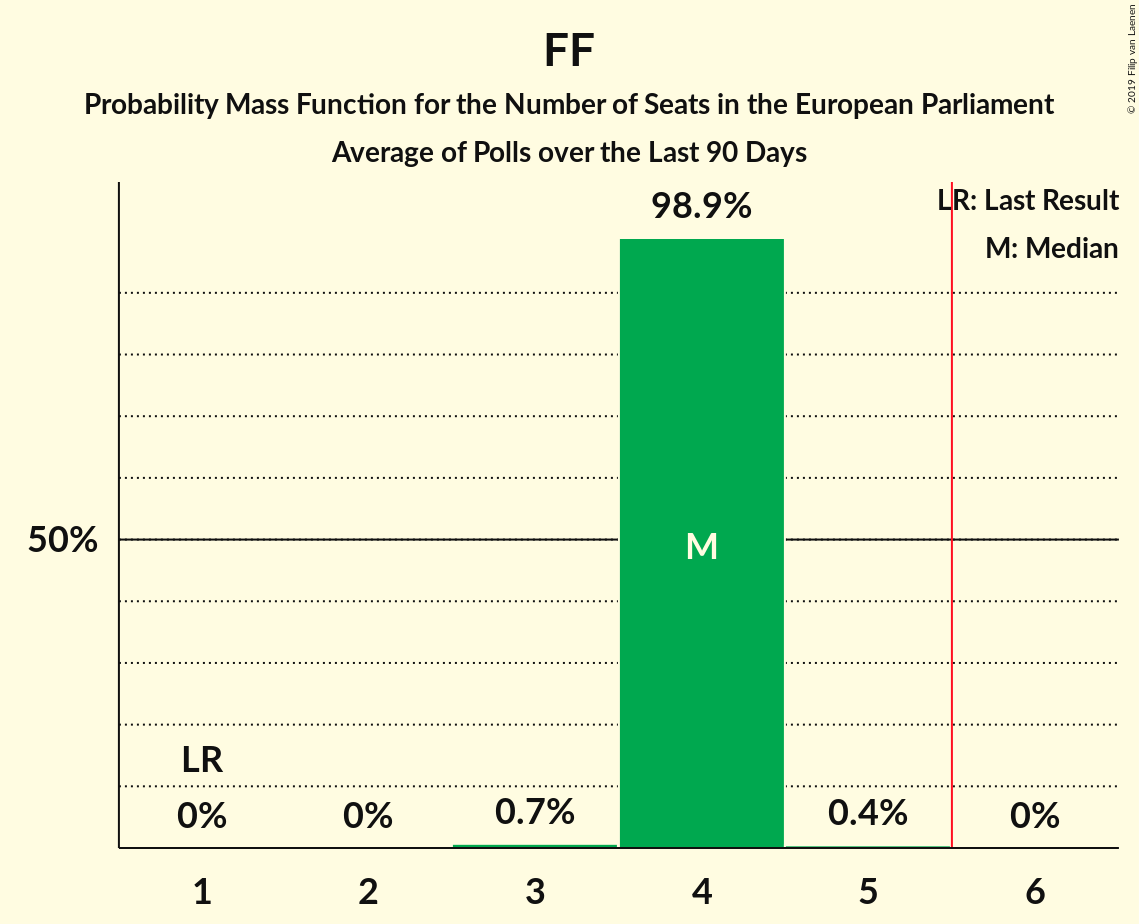 FF
Probability Mass Function for the Number of Seats in the European Parliament
Average of Polls over the Last 90 Days
© 2019 Filip van Laenen
98.9%
LR: Last Result
M: Median
50%
M
LR
0%
0%
0.7%
0.4%
0%
1
2
3
4
5
6